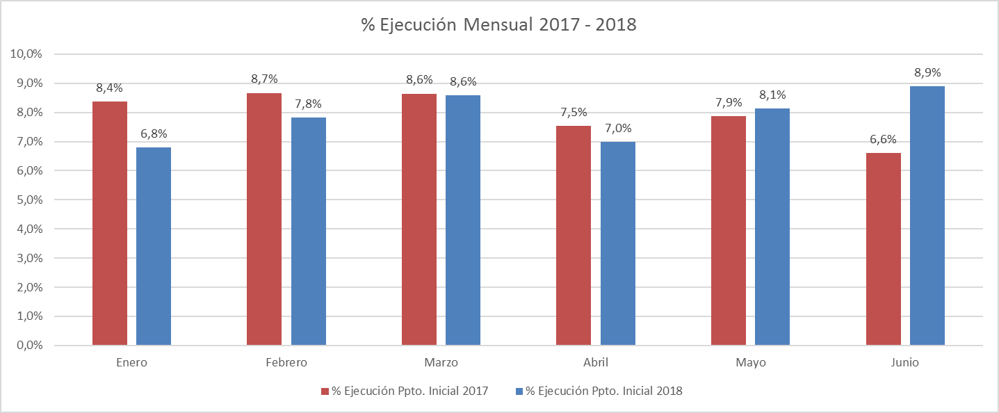 % Ejecución Mensual 2017 - 2018
10,0%
9,0%
8,0%
7,0%
6,0%
5,0%
4,0%
3,0%
2,0%
1,0%
0,0%
8,4%
6,8%
8,7%
7,8%
8,6%
8,6%
7,5%
7,0%
7,9%
8,1%
6,6%
8,9%
Enero
Febrero
Marzo
Abril
Mayo
Junio
% Ejecución Ppto. Inicial 2017
% Ejecución Ppto. Inicial 2018